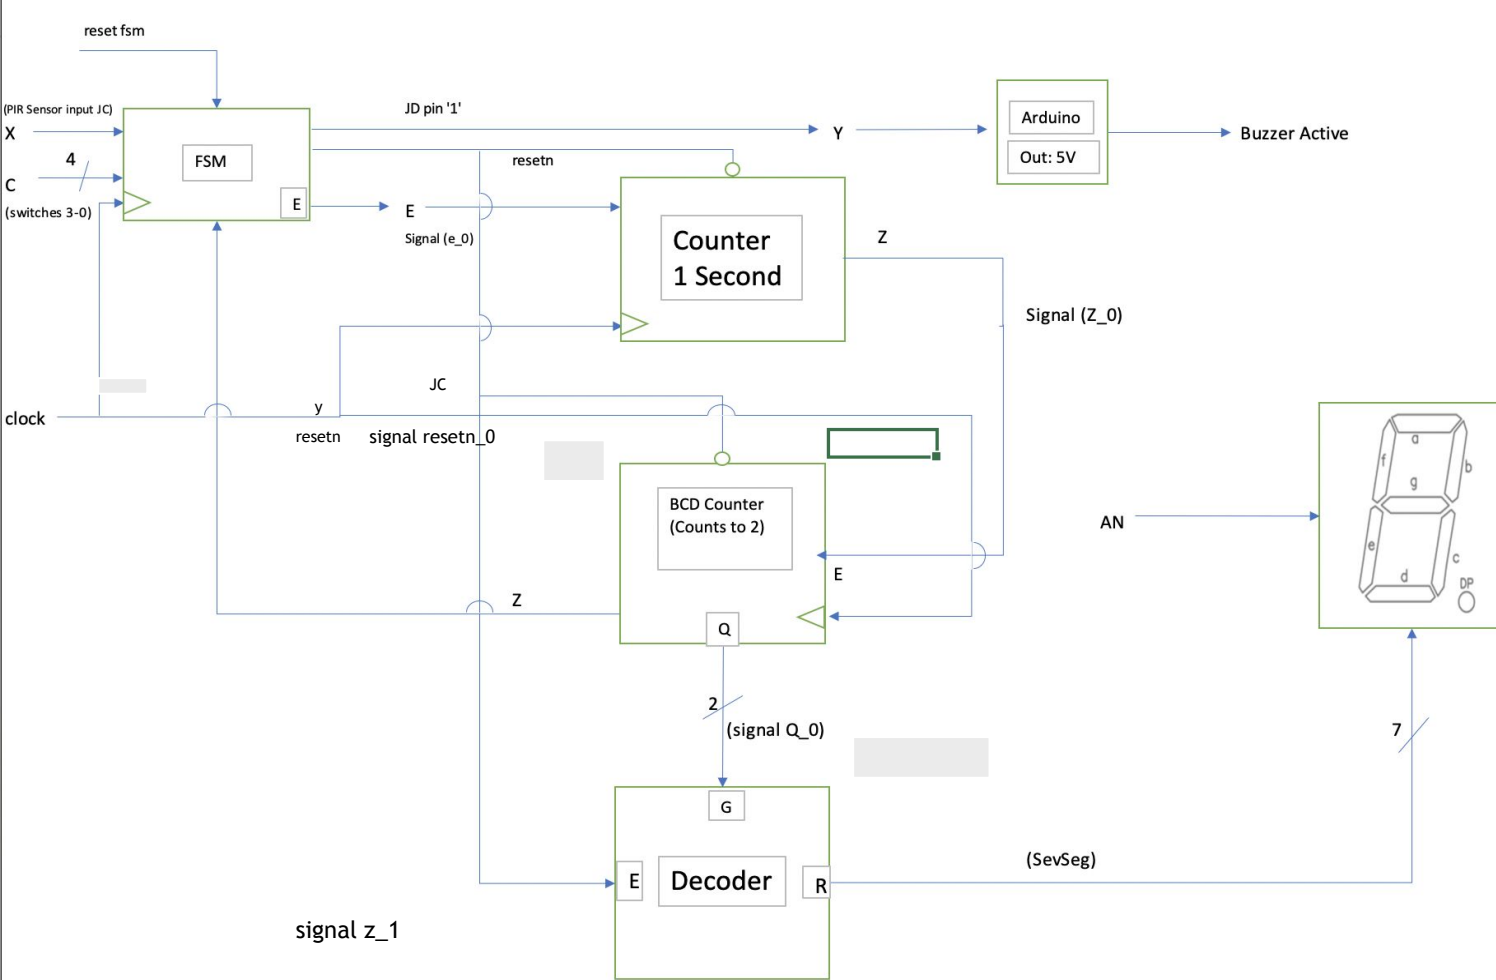 reset fsm
(PIR Sensor input JC)
X
4
C
(switches 3-0)
FSM
E
JD pin '1'
resetn
E
Signal (e_0)
Y
Arduino
Out: 5V
Buzzer Active
Counter
1 Second
Z
Signal (Z_0)
JC
clock
y
resetn
signal resetn_0
BCD Counter
(Counts to 2)
E
Z
Q
2
(signal Q_0)
G
E
Decoder
R
(SevSeg)
signal z_1
AN
7
a
f
b
g
e
c
d
DP